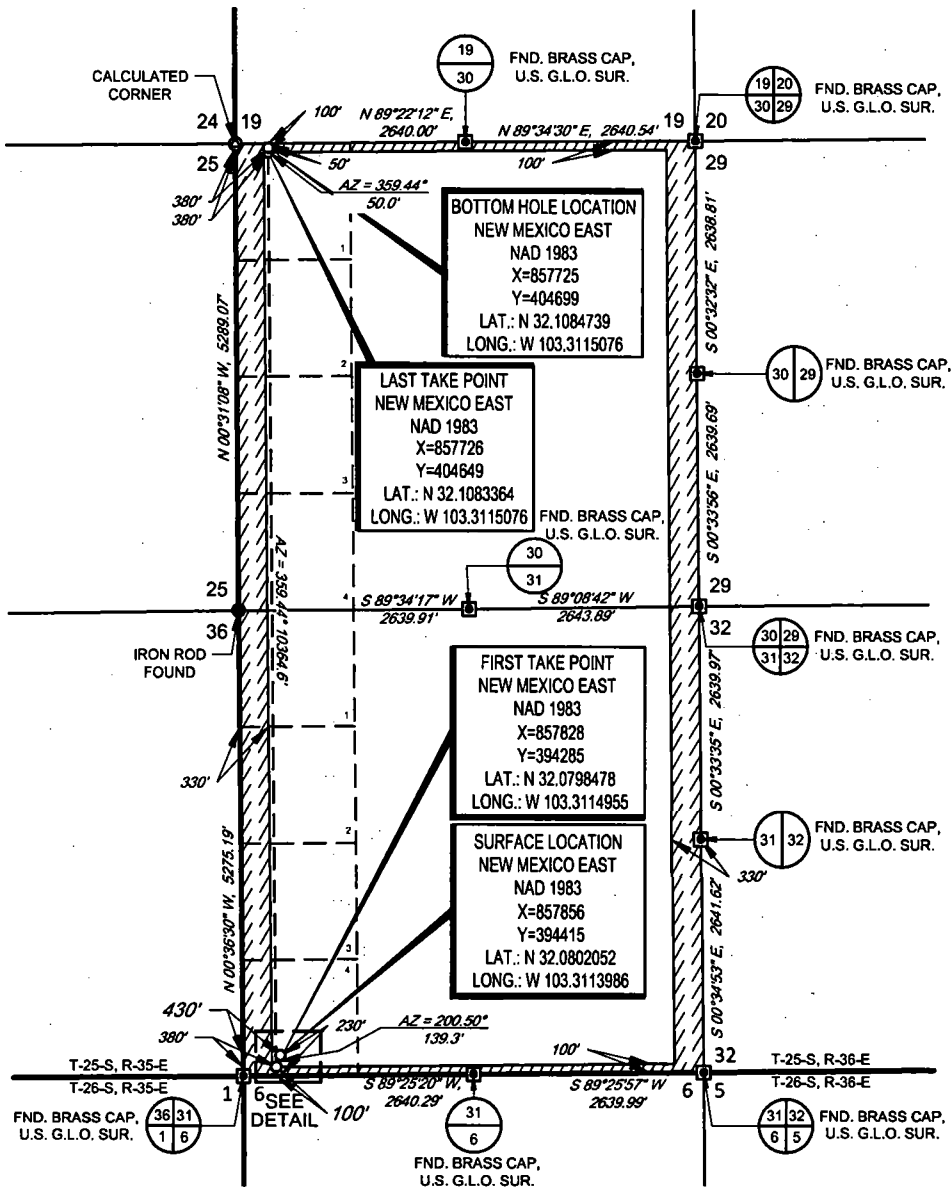 19
30
FND. BRASS CAP,
U.S. G.L.O. SUR.
19 20
30 29
FND. BRASS CAP,
U.S. G.L.O. SUR.
CALCULATED
CORNER
24 19
25
100'
N 89°22'12" E,
2640.00'
N 89°34'30" E, 2640.54'
19 20
29
50'
100'
AZ = 359.44°
50.0'
380'
380'
BOTTOM HOLE LOCATION
NEW MEXICO EAST
NAD 1983
X=857725
Y=404699
LAT.: N 32.1084739
LONG.: W 103.3115076
1
S 00°32'32" E, 2638.81'
N 00°31'08" W, 5289.07'
2
30 29
FND. BRASS CAP,
U.S. G.L.O. SUR.
LAST TAKE POINT
NEW MEXICO EAST
NAD 1983
X=857726
Y=404649
LAT.: N 32.1083364
LONG.: W 103.3115076
3
S 00°33'56" E, 2639.69'
FND. BRASS CAP,
U.S. G.L.O. SUR.
30
31
AZ = 359.44° 10364.6'
4
25
36
S 89°34'17" W
2639.91'
S 89°08'42" W
2643.89'
29
32
30 29
31 32
FND. BRASS CAP,
U.S. G.L.O. SUR.
IRON ROD
FOUND
FIRST TAKE POINT
NEW MEXICO EAST
NAD 1983
X=857828
Y=394285
LAT.: N 32.0798478
LONG.: W 103.3114955
S 00°33'35" E, 2639.97'
1
330'
2
31 32
FND. BRASS CAP,
U.S. G.L.O. SUR.
330'
SURFACE LOCATION
NEW MEXICO EAST
NAD 1983
X=857856
Y=394415
LAT.: N 32.0802052
LONG.: W 103.3113986
N 00°36'30" W, 5275.19'
3
4
S 00°34'53" E, 2641.62'
430'
230'
380'
AZ = 200.50°
139.3'
100'
T-25-S, R-35-E
T-26-S, R-35-E
32
T-25-S, R-36-E
T-26-S, R-36-E
1 6
SEE
DETAIL
100'
S 89°25'20" W,
2640.29'
S 89°25'57" W
2639.99'
6 5
FND. BRASS CAP,
U.S. G.L.O. SUR.
36 31
1 6
31
6
FND. BRASS CAP,
U.S. G.L.O. SUR.
31 32
6 5
FND. BRASS CAP,
U.S. G.L.O. SUR.